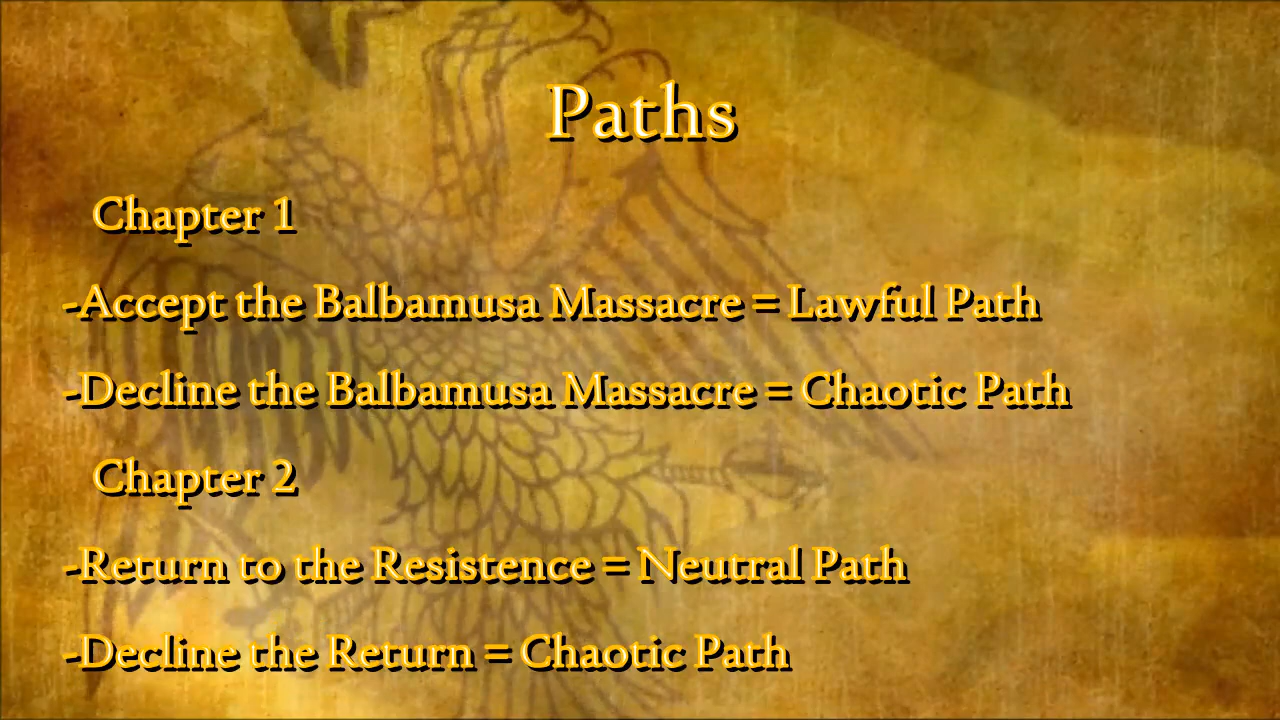 Paths
Chapter 1
-Accept the Balbamusa Massacre = Lawful Path
-Decline the Balbamusa Massacre = Chaotic Path
Chapter 2
-Return to the Resistence = Neutral Path
-Decline the Return = Chaotic Path